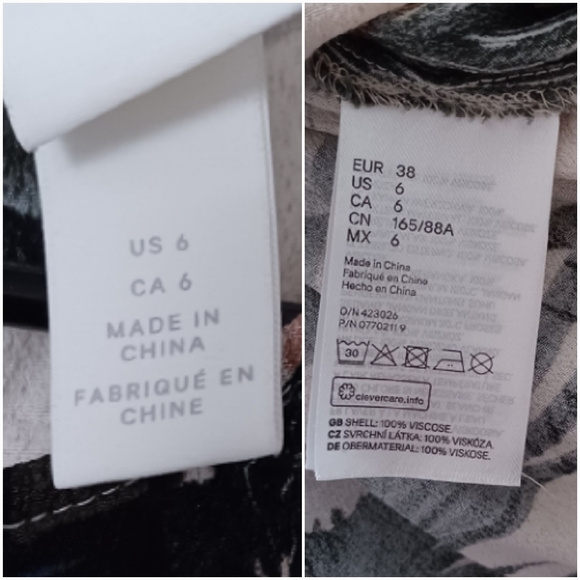 US 6
CA 6
MADE IN
CHINA
FABRIQUÉ EN
CHINE
EUR 38
US 6
CA 6
CN 165/88A
MX 6
Made in China
Fabriqué en Chine
Hecho en China
O/N 423026
30
clevercare.info
GB SHELL: 100% VISCOSE.
CZ SVRCHNÍ LÁTKA: 100% VISKÓZA.
DE OBERMATERIAL: 100% VISKOSE.